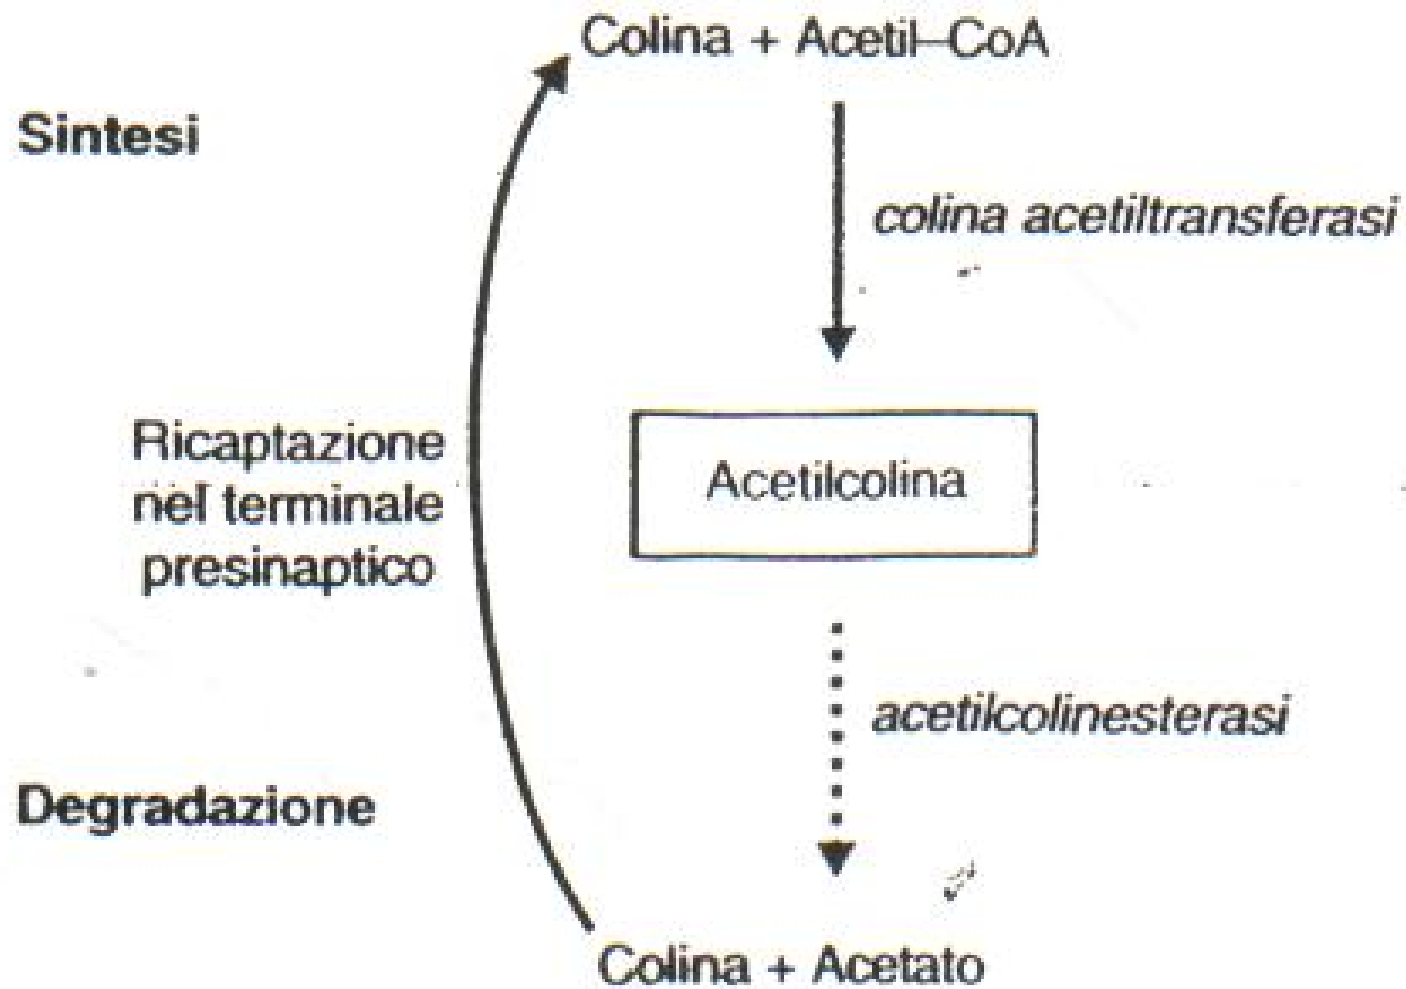 Colina + Acetil–CoA
Sintesi
colina acetiltransferasi
Ricaptazione
nel terminale
presinaptico
Acetilcolina
acetilcolinesterasi
Degradazione
Colina + Acetato